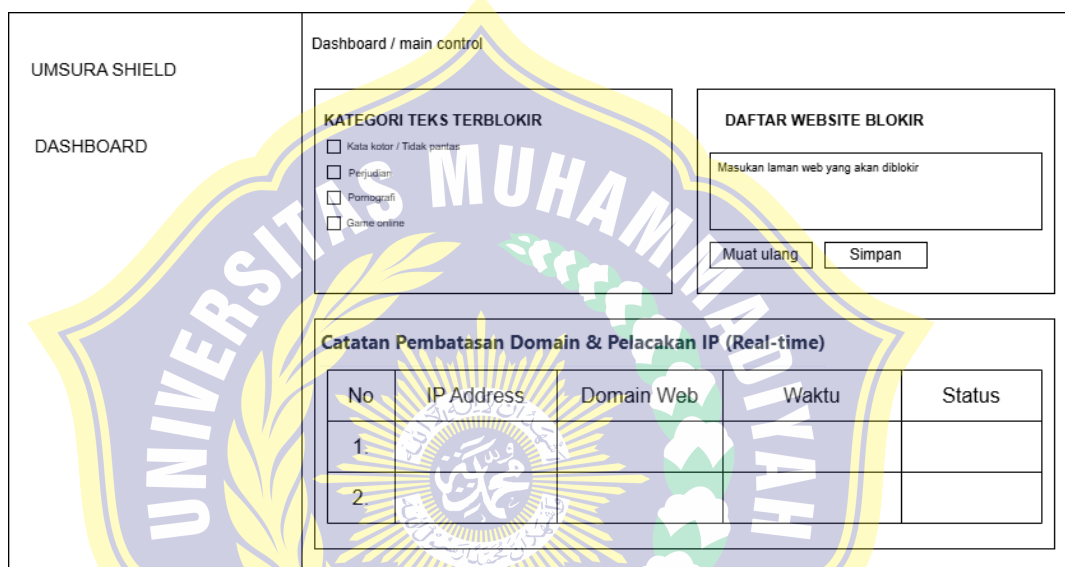 UMSURA SHIELD
DASHBOARD
Dashboard / main control
KATEGORI TEKS TERBLOKIR
Kata kotor / Tidak pantas
Perjudian
Pornografi
Game online
DAFTAR WEBSITE BLOKIR
Masukan laman web yang akan diblokir
Muat ulang
Simpan
Catatan Pembatasan Domain & Pelacakan IP (Real-time)
No IP Address Domain Web Waktu Status
1.
2.
UNIVERSITAS MUHAMMADIYAH